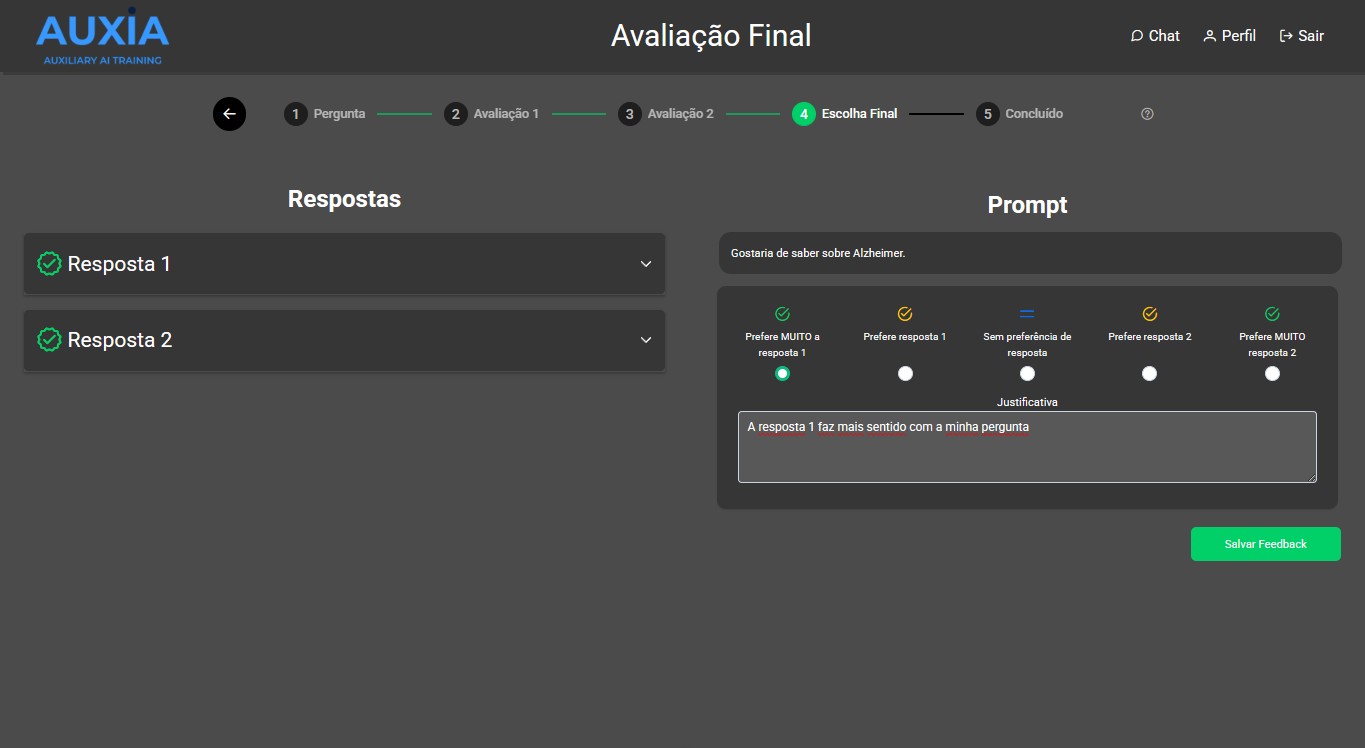 AUXIA
AUXILIARY AI TRAINING
Avaliação Final
Chat
Perfil
Sair
1 Pergunta
2 Avaliação 1
3 Avaliação 2
4 Escolha Final
5 Concluído
Respostas
Resposta 1
Resposta 2
Prompt
Gostaria de saber sobre Alzheimer.
Prefere MUITO a
resposta 1
Prefere resposta 1
Sem preferência de
resposta
Prefere resposta 2
Prefere MUITO
resposta 2
Justificativa
A resposta 1 faz mais sentido com a minha pergunta
Salvar Feedback